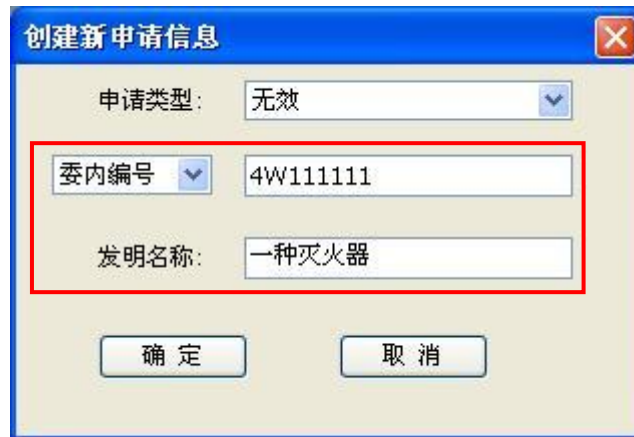 创建新申请信息
申请类型: 无效
委内编号 4W111111
发明名称: 一种灭火器
确 定 取 消